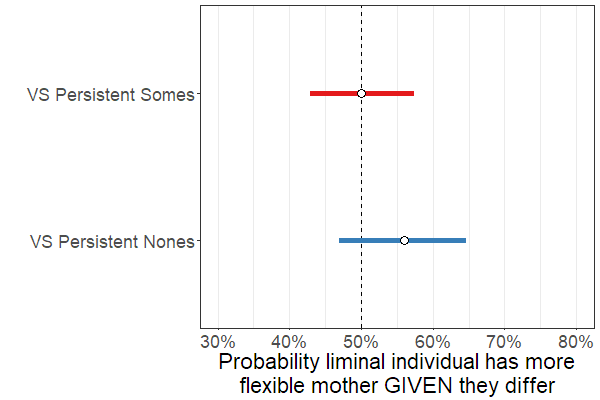 VS Persistent Somes
VS Persistent Nones
30% 40% 50% 60% 70% 80%
Probability liminal individual has more
flexible mother GIVEN they differ